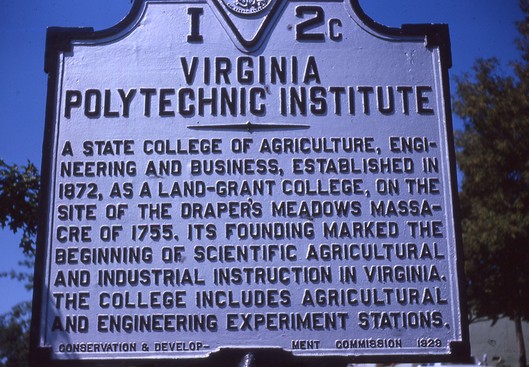 I 2C
VIRGINIA
POLYTECHNIC INSTITUTE
A STATE COLLEGE OF AGRICULTURE, ENGI-
NEERING AND BUSINESS, ESTABLISHED IN
1872, AS A LAND-GRANT COLLEGE, ON THE
SITE OF THE DRAPER'S MEADOWS MASSA-
CRE OF 1755. ITS FOUNDING MARKED THE
BEGINNING OF SCIENTIFIC AGRICULTURAL
AND INDUSTRIAL INSTRUCTION IN VIRGINIA.
THE COLLEGE INCLUDES AGRICULTURAL
AND ENGINEERING EXPERIMENT STATIONS.
CONSERVATION & DEVELOP- MENT COMMISSION 1929